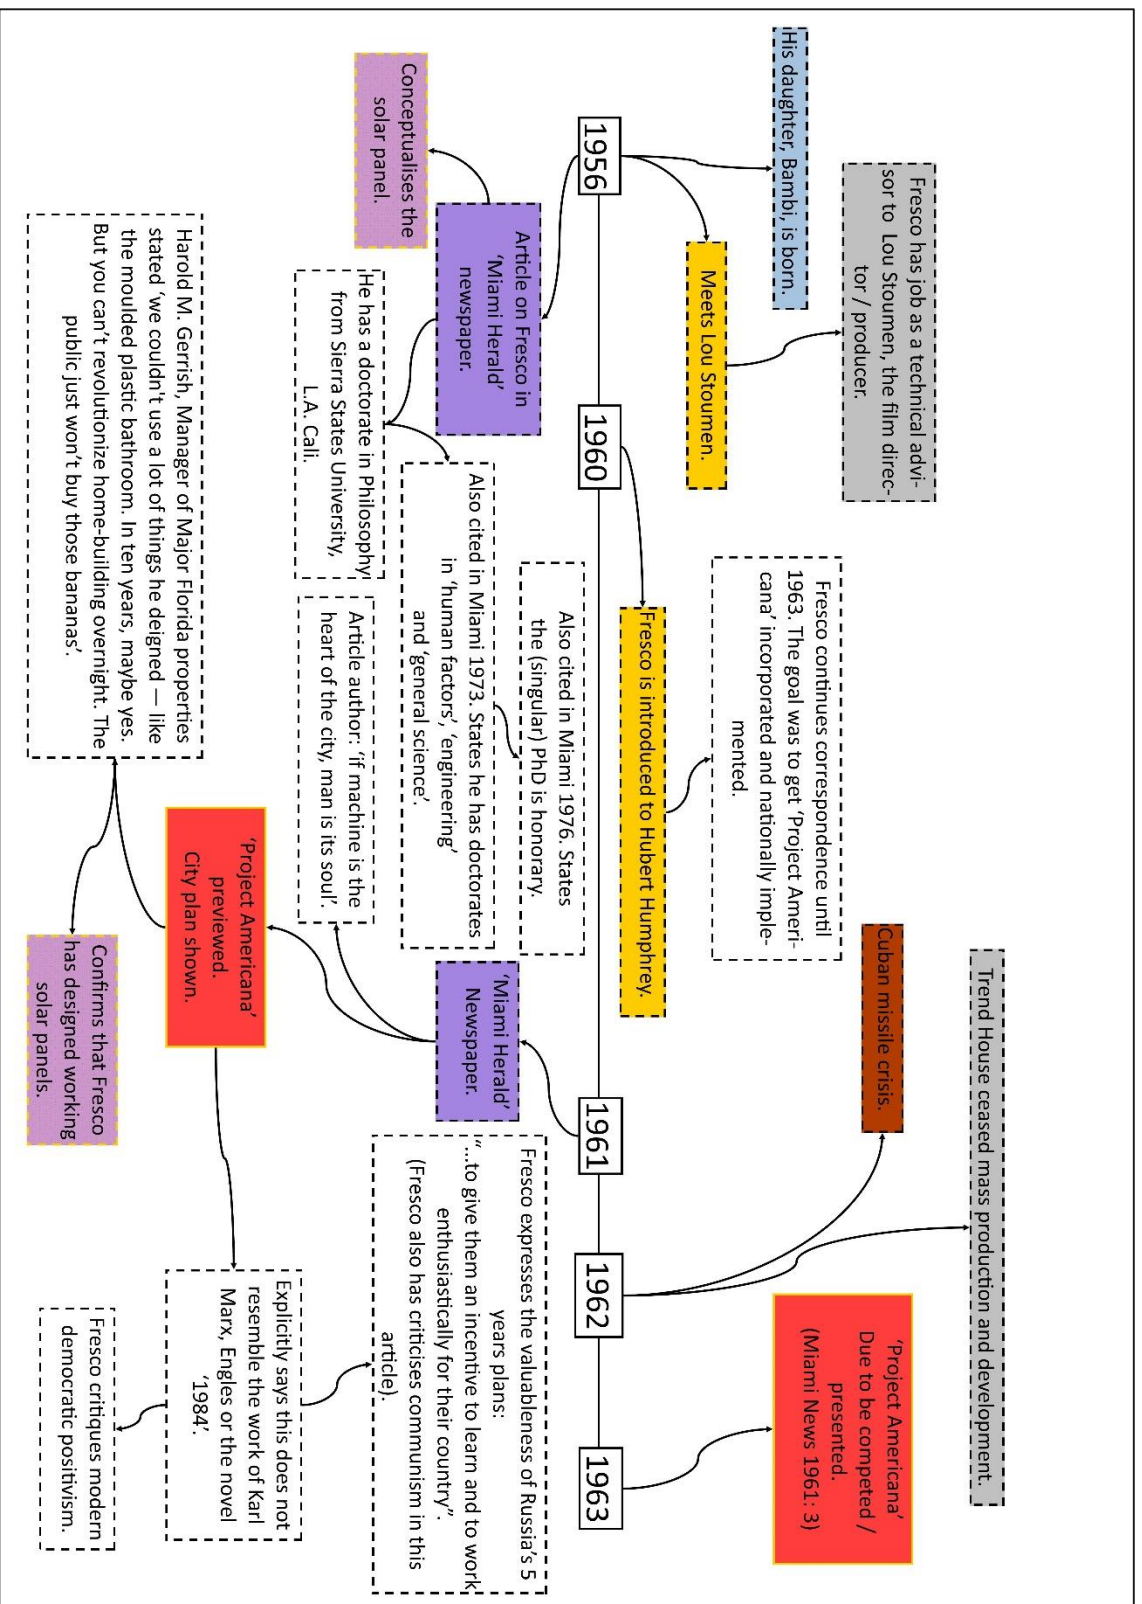 Trend House ceased mass production and development.
Fresco has job as a technical advi-
sor to Lou Stoumen, the film direc-
tor / producer.
Cuban missile crisis.
'Project Americana'
Due to be competed /
presented.
(Miami News 1961: 3)
His daughter, Bambi, is born.
Fresco continues correspondence until
1963. The goal was to get 'Project Ameri-
cana' incorporated and nationally imple-
mented.
Meets Lou Stoumen.
Fresco is introduced to Hubert Humphrey.
1956
1960
1961
1962
1963
Article on Fresco in
'Miami Herald'
newspaper.
Also cited in Miami 1976. States
the (singular) PhD is honorary.
'Miami Herald'
Newspaper.
Fresco expresses the valuableness of Russia's 5
years plans:
“...to give them an incentive to learn and to work
enthusiastically for their country”.
(Fresco also has criticises communism in this
article).
Conceptualises the
solar panel.
Also cited in Miami 1973. States he has doctorates
in 'human factors', 'engineering'
and 'general science'.
He has a doctorate in Philosophy
from Sierra States University,
L.A. Cali.
Article author: 'if machine is the
heart of the city, man is its soul'.
'Project Americana'
previewed.
City plan shown.
Explicitly says this does not
resemble the work of Karl
Marx, Engles or the novel
'1984'.
Harold M. Gerrish, Manager of Major Florida properties
stated 'we couldn't use a lot of things he deigned — like
the moulded plastic bathroom. In ten years, maybe yes.
But you can't revolutionize home-building overnight. The
public just won't buy those bananas'.
Confirms that Fresco
has designed working
solar panels.
Fresco critiques modern
democratic positivism.